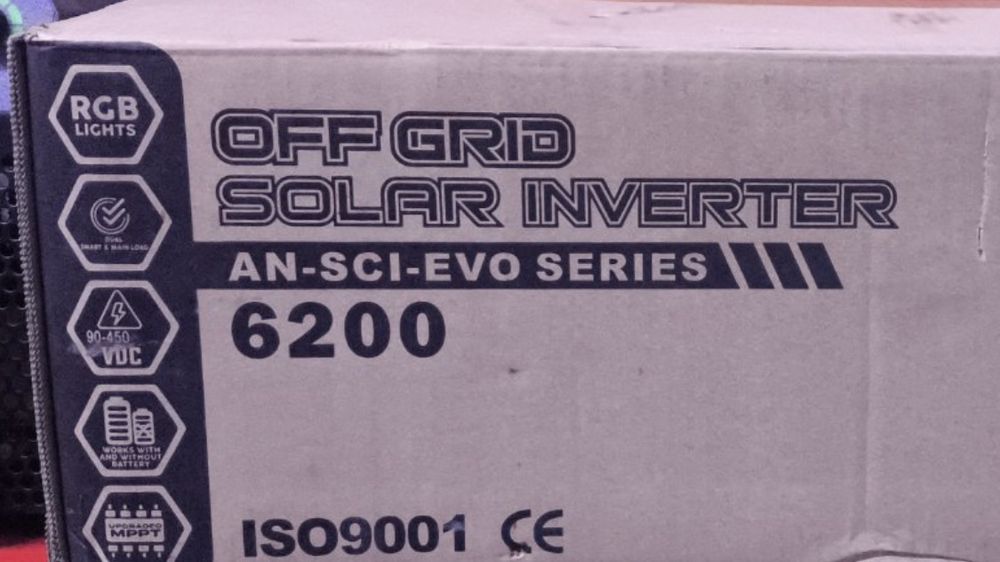 RGB
LIGHTS
DUAL
SMART & MAIN LOAD
90-450
VDC
WORKS WITH
AND WITHOUT
BATTERY
UPGRADED
MPPT
OFF GRID
SOLAR INVERTER
AN-SCI-EVO SERIES
6200
ISO9001 CE